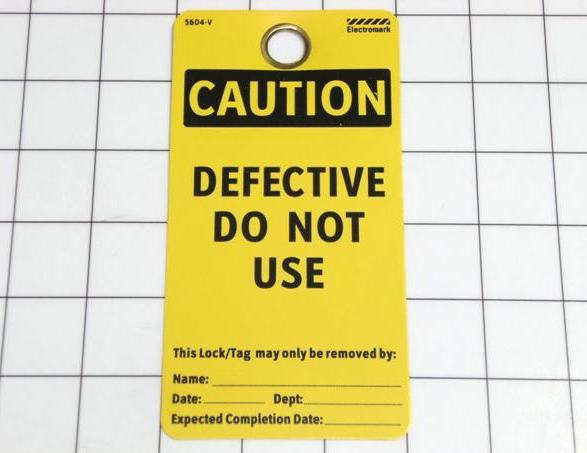 5604-V
Electromark
CAUTION
DEFECTIVE
DO NOT
USE
This Lock/Tag may only be removed by:
Name:
Date: Dept:
Expected Completion Date: